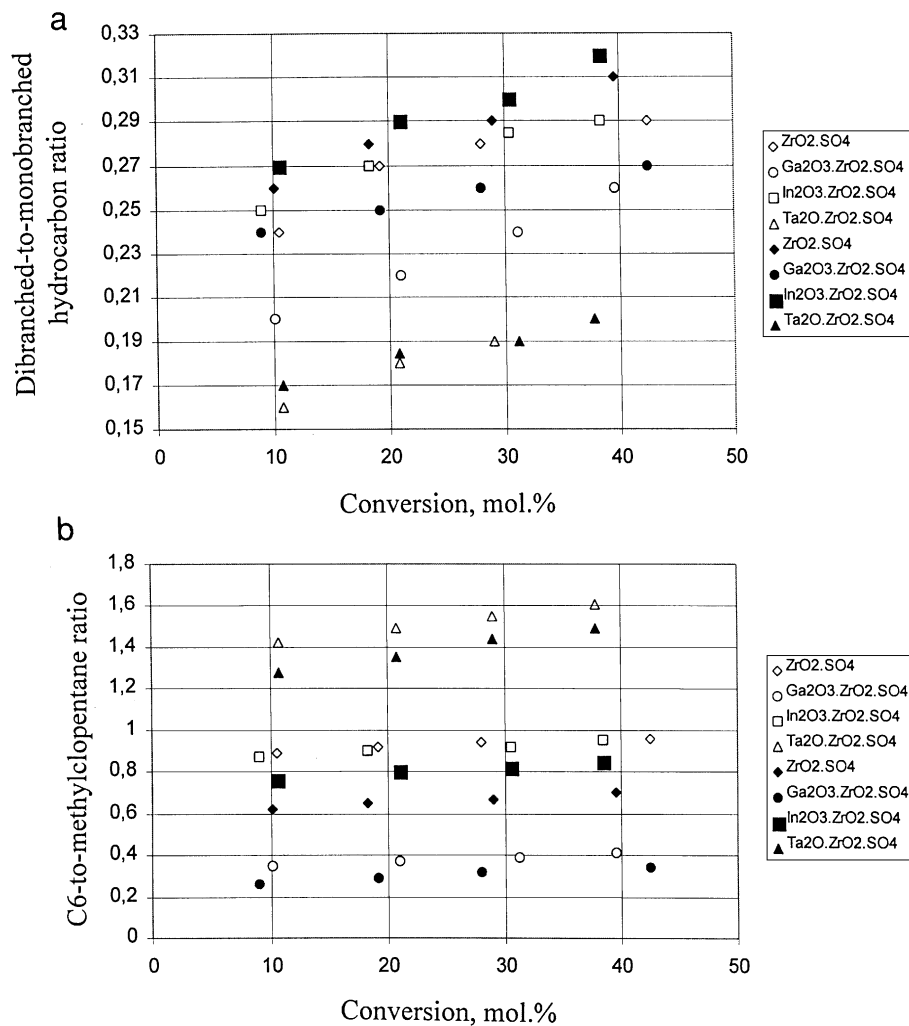 a
Dibranched-to-monobranched
hydrocarbon ratio
0,33
0,31
0,29
0,27
0,25
0,23
0,21
0,19
0,17
0,15
0 10 20 30 40 50
Conversion, mol.%
ZrO2.SO4
Ga2O3.ZrO2.SO4
In2O3.ZrO2.SO4
Ta2O.ZrO2.SO4
ZrO2.SO4
Ga2O3.ZrO2.SO4
In2O3.ZrO2.SO4
Ta2O.ZrO2.SO4
b
C6-to-methylclopentane ratio
1,8
1,6
1,4
1,2
1
0,8
0,6
0,4
0,2
0
0 10 20 30 40 50
Conversion, mol.%
ZrO2.SO4
Ga2O3.ZrO2.SO4
In2O3.ZrO2.SO4
Ta2O.ZrO2.SO4
ZrO2.SO4
Ga2O3.ZrO2.SO4
In2O3.ZrO2.SO4
Ta2O.ZrO2.SO4